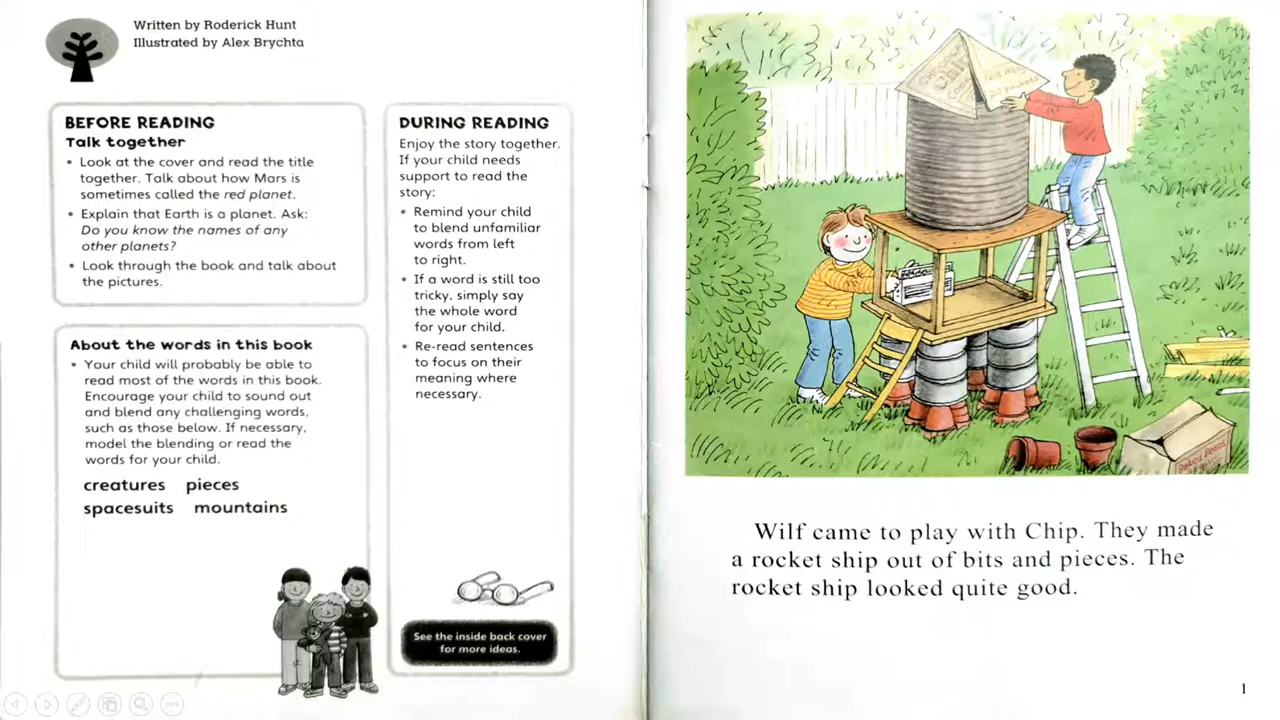 Written by Roderick Hunt
Illustrated by Alex Brychta
BEFORE READING
Talk together
• Look at the cover and read the title
together. Talk about how Mars is
sometimes called the red planet.
• Explain that Earth is a planet. Ask:
Do you know the names of any
other planets?
• Look through the book and talk about
the pictures.
About the words in this book
• Your child will probably be able to
read most of the words in this book.
Encourage your child to sound out
and blend any challenging words,
such as those below. If necessary,
model the blending or read the
words for your child.
creatures pieces
spacesuits mountains
DURING READING
Enjoy the story together.
If your child needs
support to read the
story:
• Remind your child
to blend unfamiliar
words from left
to right.
• If a word is still too
tricky, simply say
the whole word
for your child.
• Re-read sentences
to focus on their
meaning where
necessary.
See the inside back cover
for more ideas.
Baked Beans
Wilf came to play with Chip. They made
a rocket ship out of bits and pieces. The
rocket ship looked quite good.
1